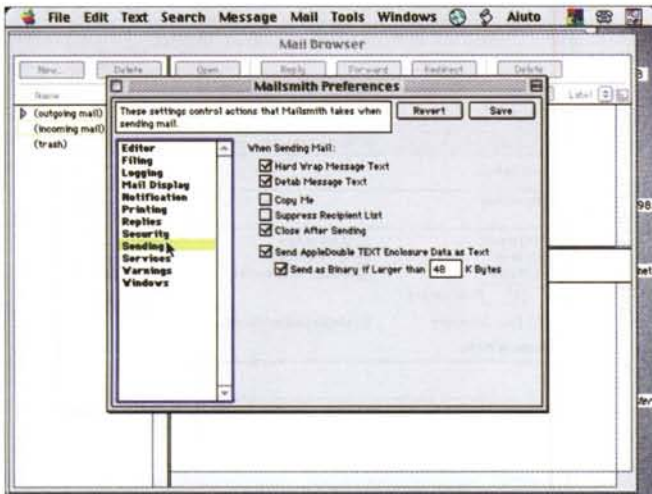 File Edit Text Search Message Mail Tools Windows Aiuto
Mail Browser
New... Delete Open Reply Forward Redirect Delete
Name
Label
(outgoing mail)
(incoming mail)
(trash)
Mailsmith Preferences
These settings control actions that Mailsmith takes when
sending mail.
Revert Save
Editor
Filing
Logging
Mail Display
Notification
Printing
Replies
Security
Sending
Services
Warnings
Windows
When Sending Mail:
Hard Wrap Message Text
Detab Message Text
Copy Me
Suppress Recipient List
Close After Sending
Send AppleDouble TEXT Enclosure Data as Text
Send as Binary if Larger than 48 K Bytes
98
net